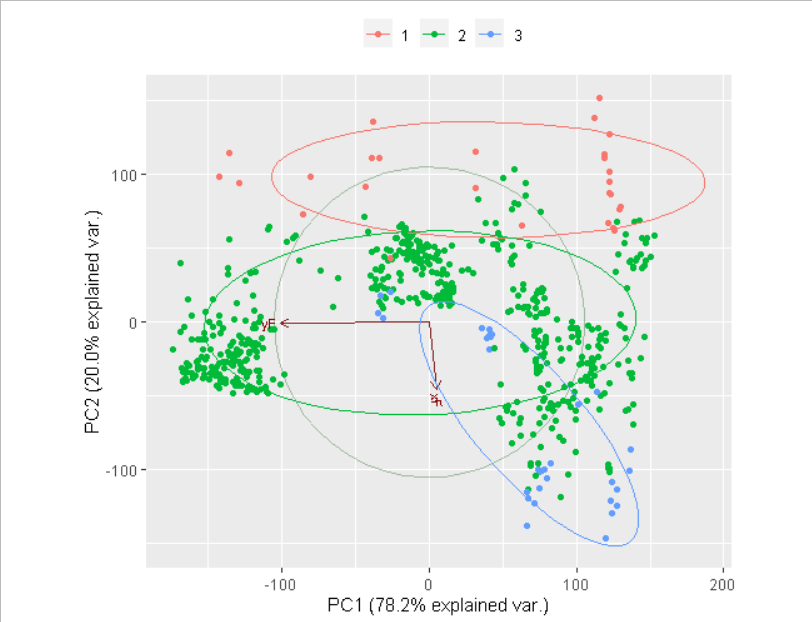 1 2 3
100
0
-100
-100 0 100 200
PC1 (78.2% explained var.)
PC2 (20.0% explained var.)
yF